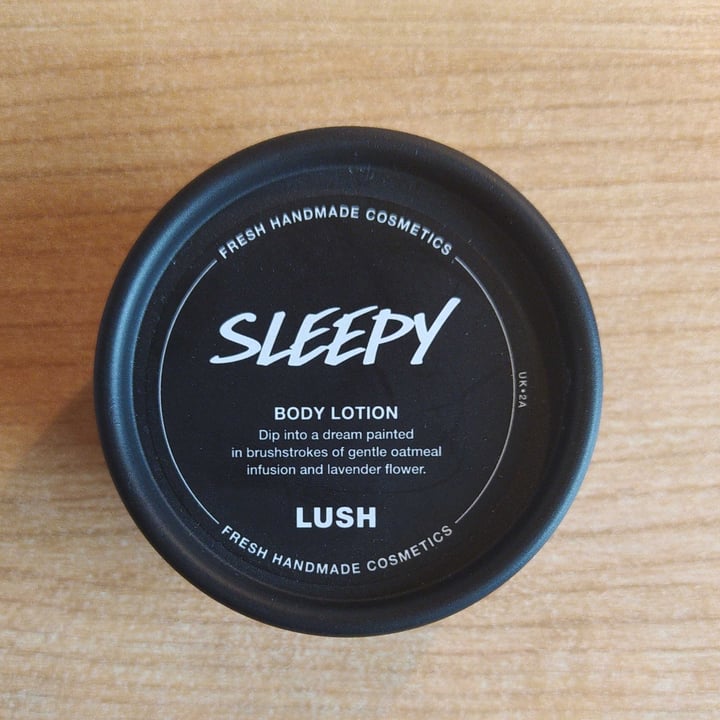 FRESH HANDMADE COSMETICS
SLEEPY
UK•2A
BODY LOTION
Dip into a dream painted
in brushstrokes of gentle oatmeal
infusion and lavender flower.
LUSH
FRESH HANDMADE COSMETICS